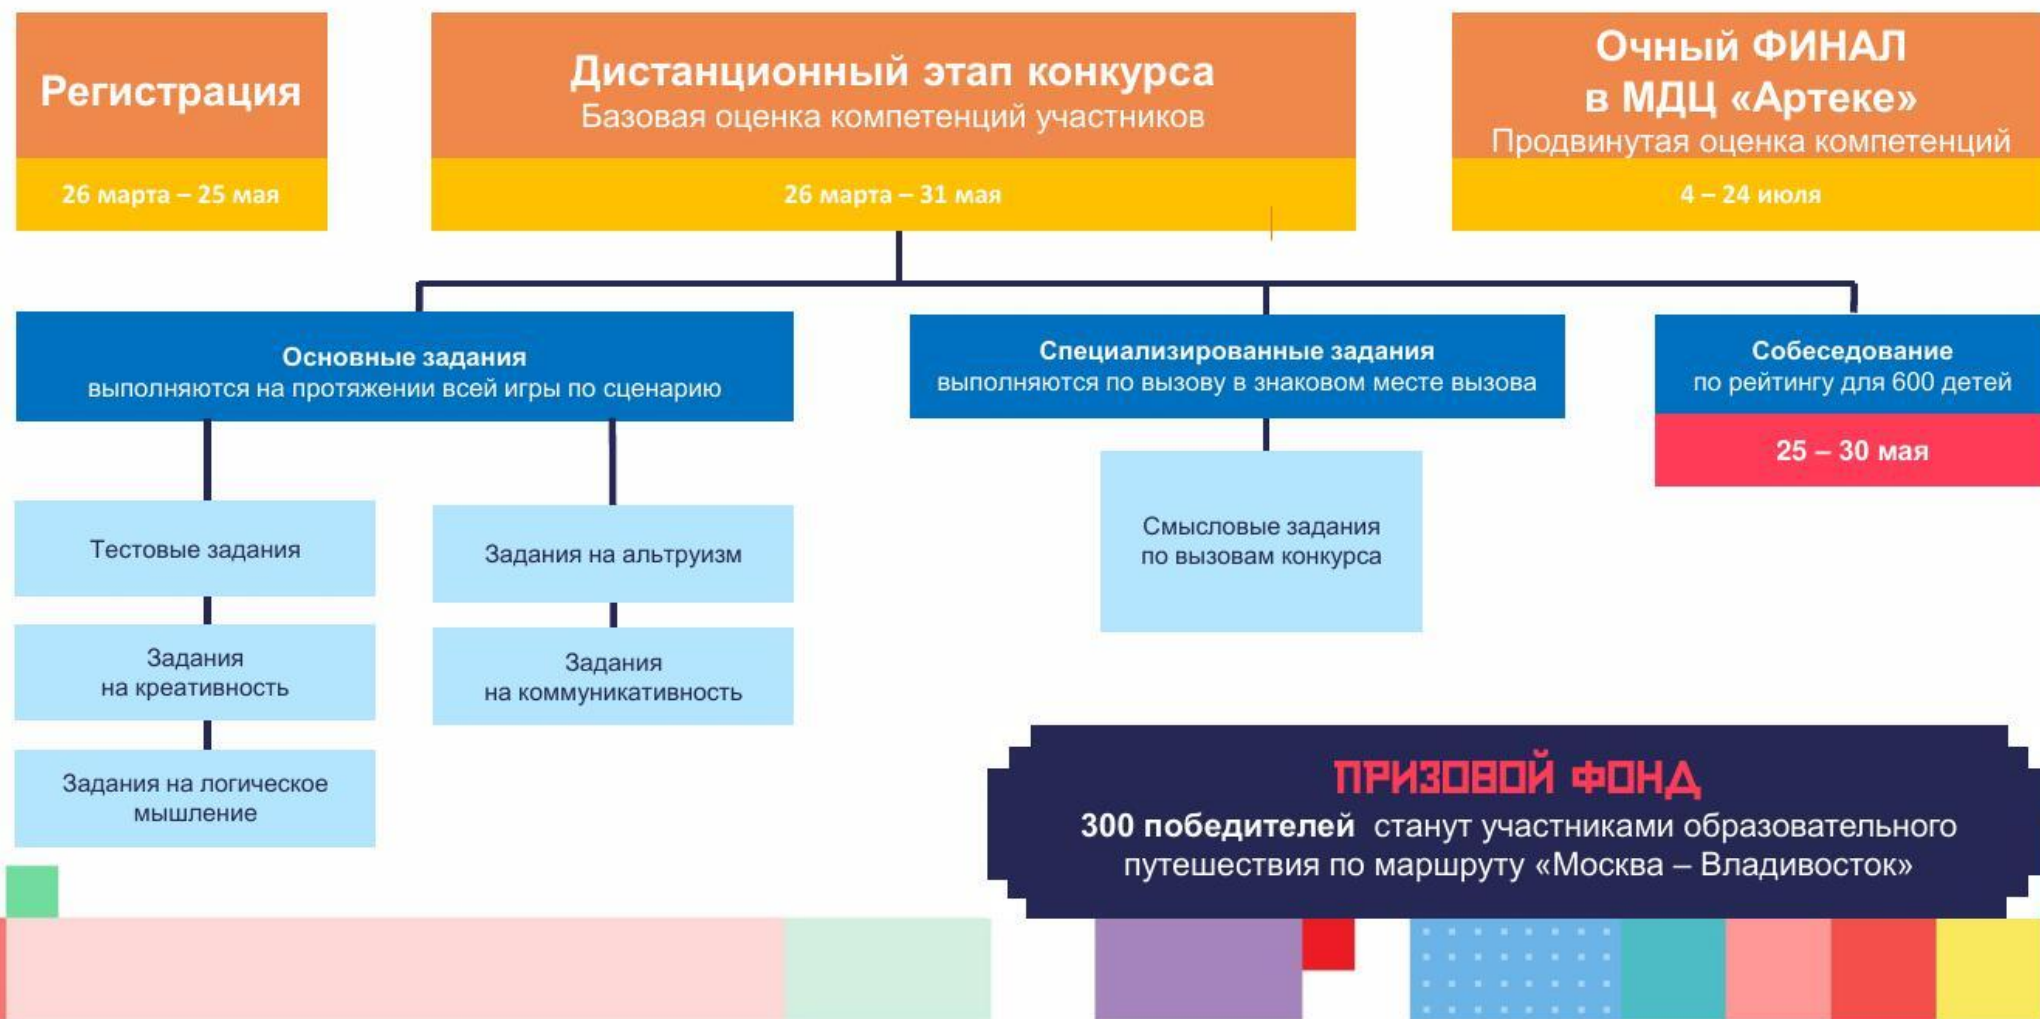 Регистрация
26 марта – 25 мая
Дистанционный этап конкурса
Базовая оценка компетенций участников
26 марта – 31 мая
Очный ФИНАЛ
в МДЦ «Артеке»
Продвинутая оценка компетенций
4 – 24 июля
Основные задания
выполняются на протяжении всей игры по сценарию
Специализированные задания
выполняются по вызову в знаковом месте вызова
Собеседование
по рейтингу для 600 детей
25 – 30 мая
Тестовые задания
Задания
на креативность
Задания на логическое
мышление
Задания на альтруизм
Задания
на коммуникативность
Смысловые задания
по вызовам конкурса
ПРИЗОВОЙ ФОНД
300 победителей станут участниками образовательного
путешествия по маршруту «Москва – Владивосток»